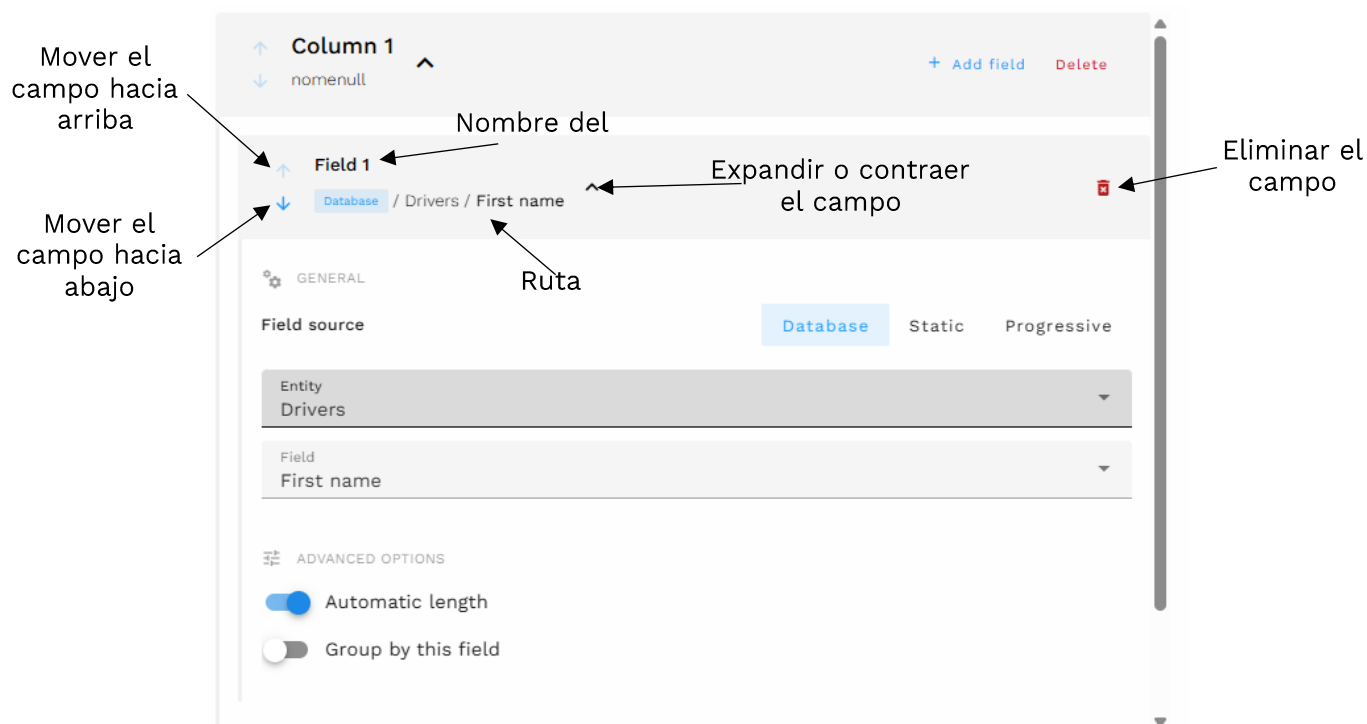 Mover el
campo hacia
arriba
Column 1
nomenull
+ Add field
Delete
Nombre del
Field 1
Database / Drivers / First name
Expandir o contraer
el campo
Eliminar el
campo
Mover el
campo hacia
abajo
Ruta
GENERAL
Field source
Database
Static
Progressive
Entity
Drivers
Field
First name
ADVANCED OPTIONS
Automatic length
Group by this field